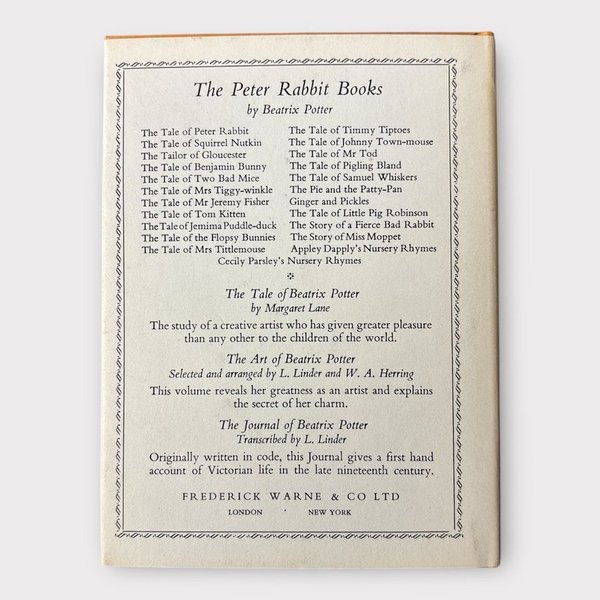 The Peter Rabbit Books
by Beatrix Potter
The Tale of Peter Rabbit
The Tale of Squirrel Nutkin
The Tailor of Gloucester
The Tale of Benjamin Bunny
The Tale of Two Bad Mice
The Tale of Mrs Tiggy-winkle
The Tale of Mr Jeremy Fisher
The Tale of Tom Kitten
The Tale of Jemima Puddle-duck
The Tale of the Flopsy Bunnies
The Tale of Mrs Tittlemouse
The Tale of Timmy Tiptoes
The Tale of Johnny Town-mouse
The Tale of Mr Tod
The Tale of Pigling Bland
The Tale of Samuel Whiskers
The Pie and the Patty-Pan
Ginger and Pickles
The Tale of Little Pig Robinson
The Story of a Fierce Bad Rabbit
The Story of Miss Moppet
Appley Dapply's Nursery Rhymes
Cecily Parsley's Nursery Rhymes
The Tale of Beatrix Potter
by Margaret Lane
The study of a creative artist who has given greater pleasure
than any other to the children of the world.
The Art of Beatrix Potter
Selected and arranged by L. Linder and W. A. Herring
This volume reveals her greatness as an artist and explains
the secret of her charm.
The Journal of Beatrix Potter
Transcribed by L. Linder
Originally written in code, this Journal gives a first hand
account of Victorian life in the late nineteenth century.
FREDERICK WARNE & CO LTD
LONDON · NEW YORK